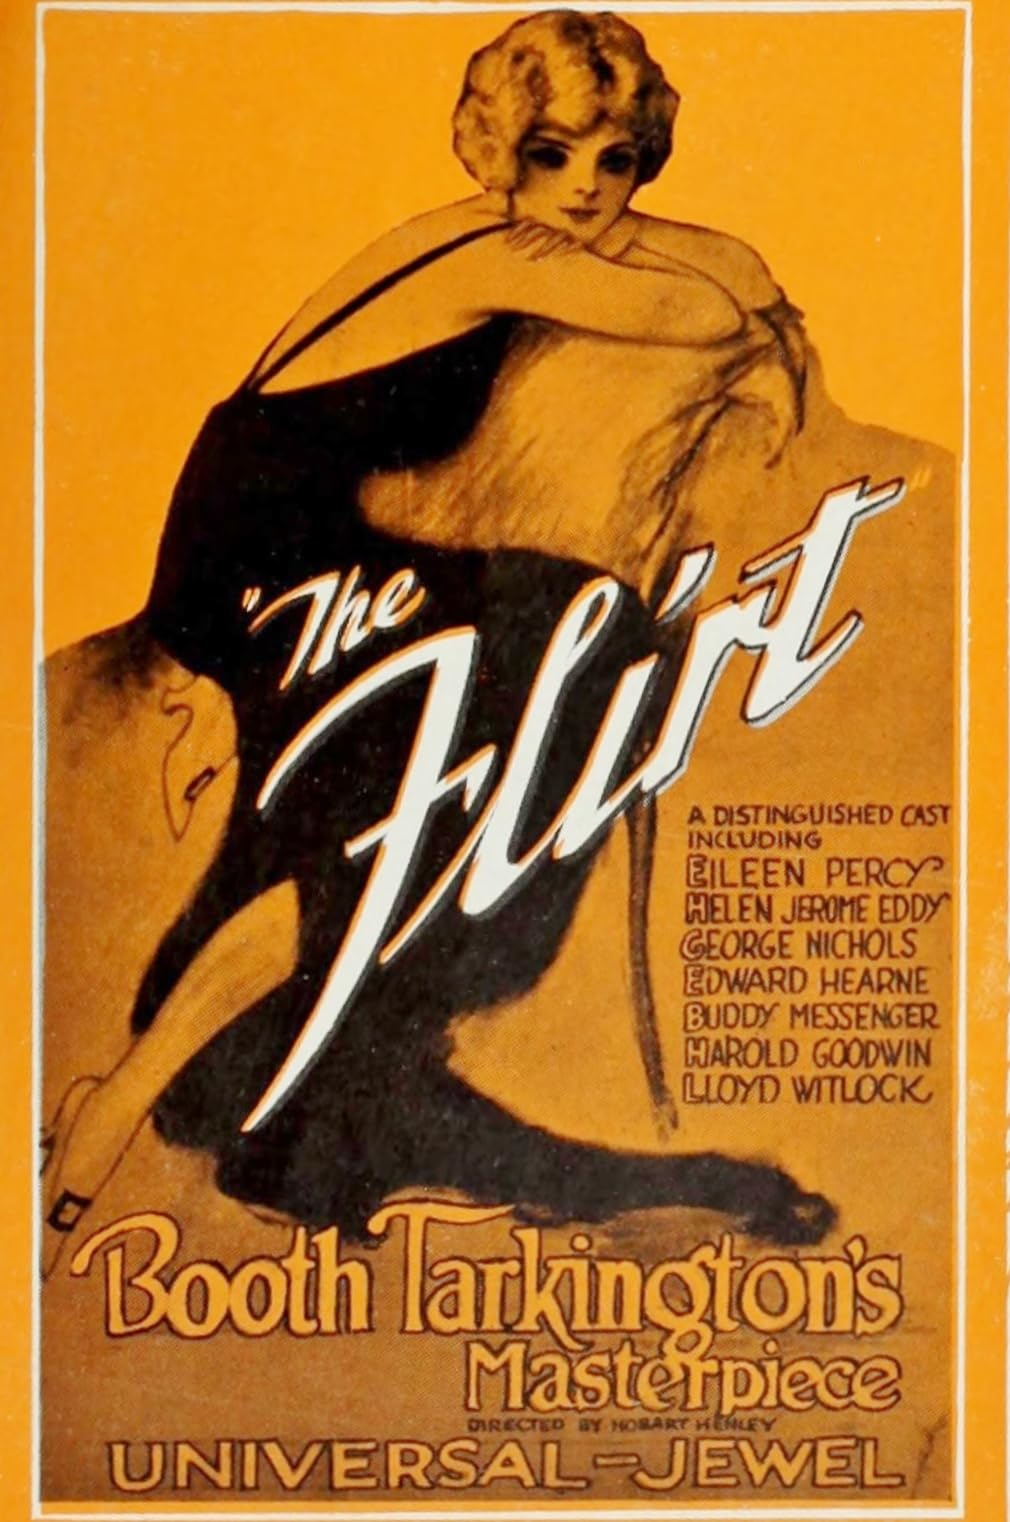 "The
Flirt"
A DISTINGUISHED CAST
INCLUDING
EILEEN PERCY
HELEN JEROME EDDY
GEORGE NICHOLS
EDWARD HEARNE
BUDDY MESSENGER
HAROLD GOODWIN
LLOYD WITLOCK
Booth Tarkington's
Masterpiece
DIRECTED BY HOBART HENLEY
UNIVERSAL-JEWEL